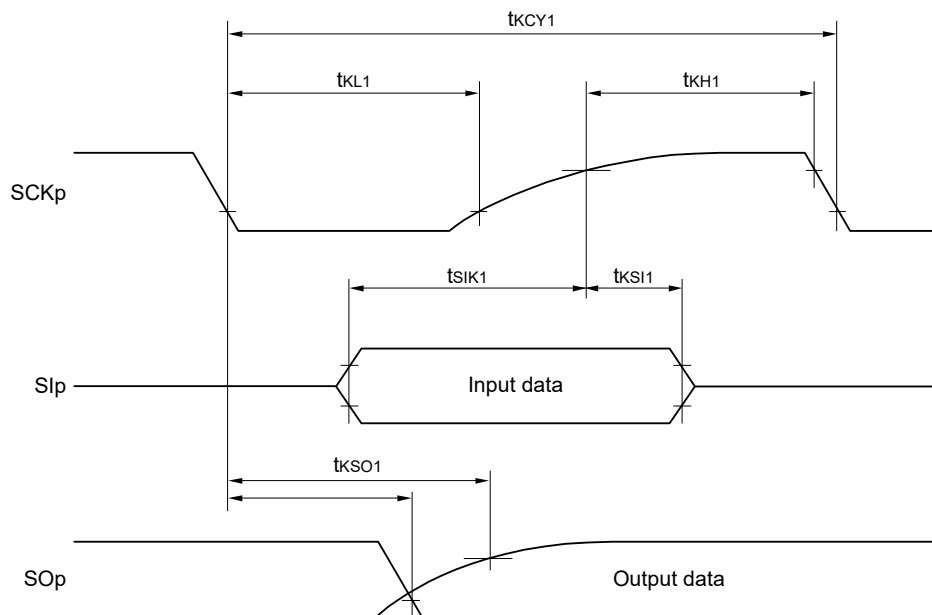 tKCY1
tKL1
tKH1
SCKp
tSIK1
tKSI1
SIp
Input data
tKSO1
SOp
Output data